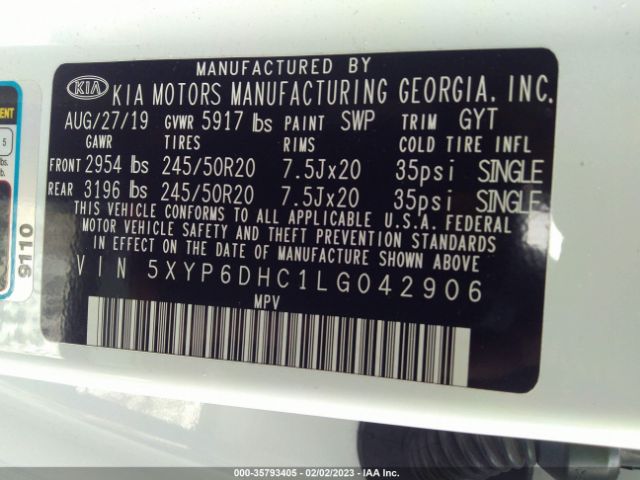 MANUFACTURED BY
KIA KIA MOTORS MANUFACTURING GEORGIA, INC.
AUG/27/19 GVWR 5917 lbs PAINT SWP TRIM GYT
GAWR TIRES RIMS COLD TIRE INFL
FRONT 2954 lbs 245/50R20 7.5Jx20 35psi SINGLE
REAR 3196 lbs 245/50R20 7.5Jx20 35psi SINGLE
THIS VEHICLE CONFORMS TO ALL APPLICABLE U.S.A. FEDERAL
MOTOR VEHICLE SAFETY AND THEFT PREVENTION STANDARDS
IN EFFECT ON THE DATE OF MANUFACTURE SHOWN ABOVE.
VIN 5XYP6DHC1LG042906
MPV
9110
5
00-35793405 - 02/02/2023 - IAA Inc.